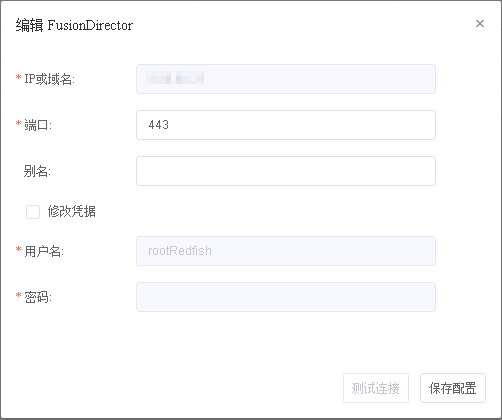 编辑 FusionDirector ×
* IP或域名:
* 端口: 443
别名:
修改凭据
* 用户名: rootRedfish
* 密码:
测试连接 保存配置